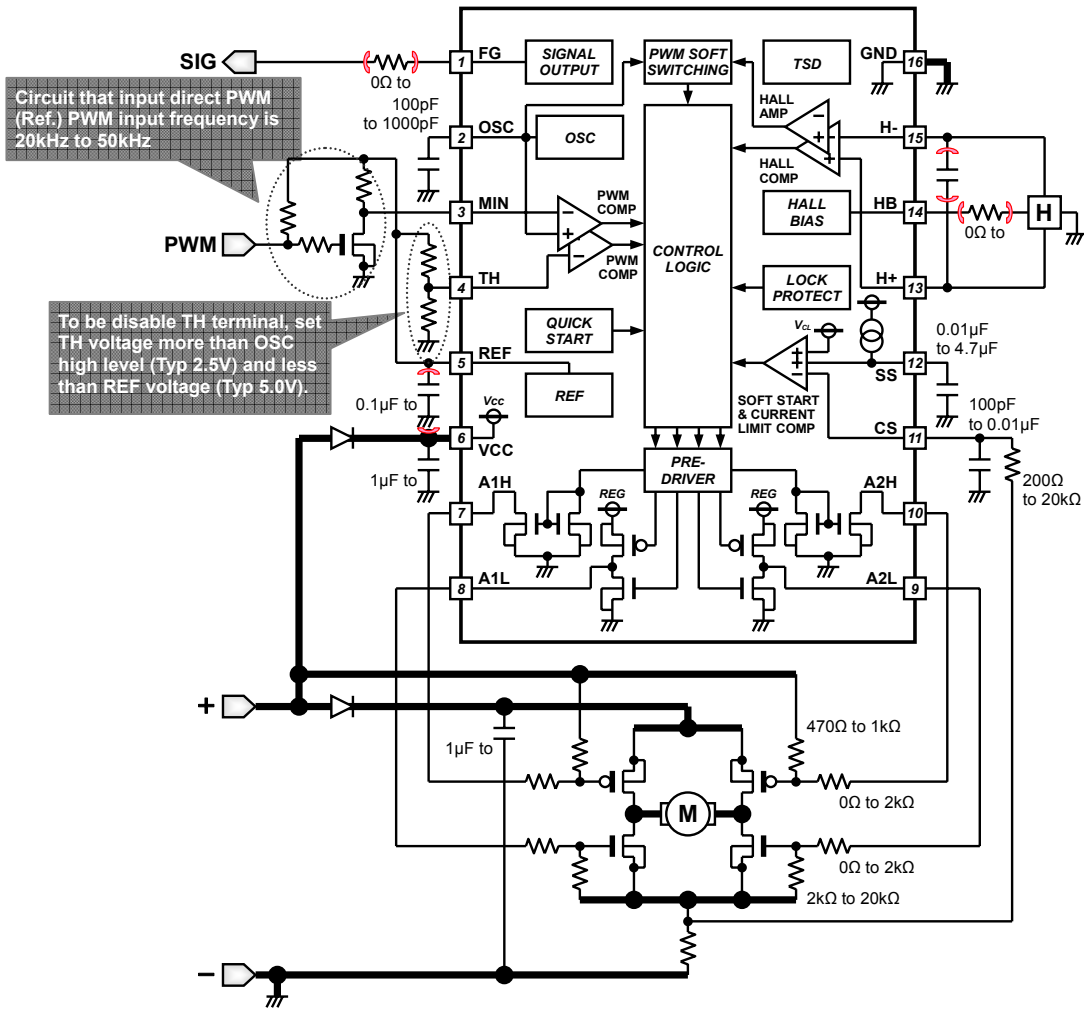 SIG
0Ω to
1
FG
SIGNAL
OUTPUT
PWM SOFT
SWITCHING
TSD
GND
16
Circuit that input direct PWM
(Ref.) PWM input frequency is
20kHz to 50kHz
100pF
to 1000pF
OSC
2
OSC
HALL
AMP
H-
15
HALL
COMP
MIN
3
PWM
COMP
PWM
COMP
HALL
BIAS
HB
14
0Ω to
H
PWM
CONTROL
LOGIC
TH
4
LOCK
PROTECT
H+
13
To be disable TH terminal, set
TH voltage more than OSC
high level (Typ 2.5V) and less
than REF voltage (Typ 5.0V).
QUICK
START
REF
5
REF
VCL
SS
12
0.01µF
to 4.7µF
0.1µF to
SOFT START
& CURRENT
LIMIT COMP
100pF
to 0.01µF
Vcc
6
VCC
CS
11
1µF to
PRE-
DRIVER
200Ω
to 20kΩ
A1H
7
REG
REG
A2H
10
A1L
8
A2L
9
+
1µF to
470Ω to 1kΩ
0Ω to 2kΩ
M
0Ω to 2kΩ
2kΩ to 20kΩ
−